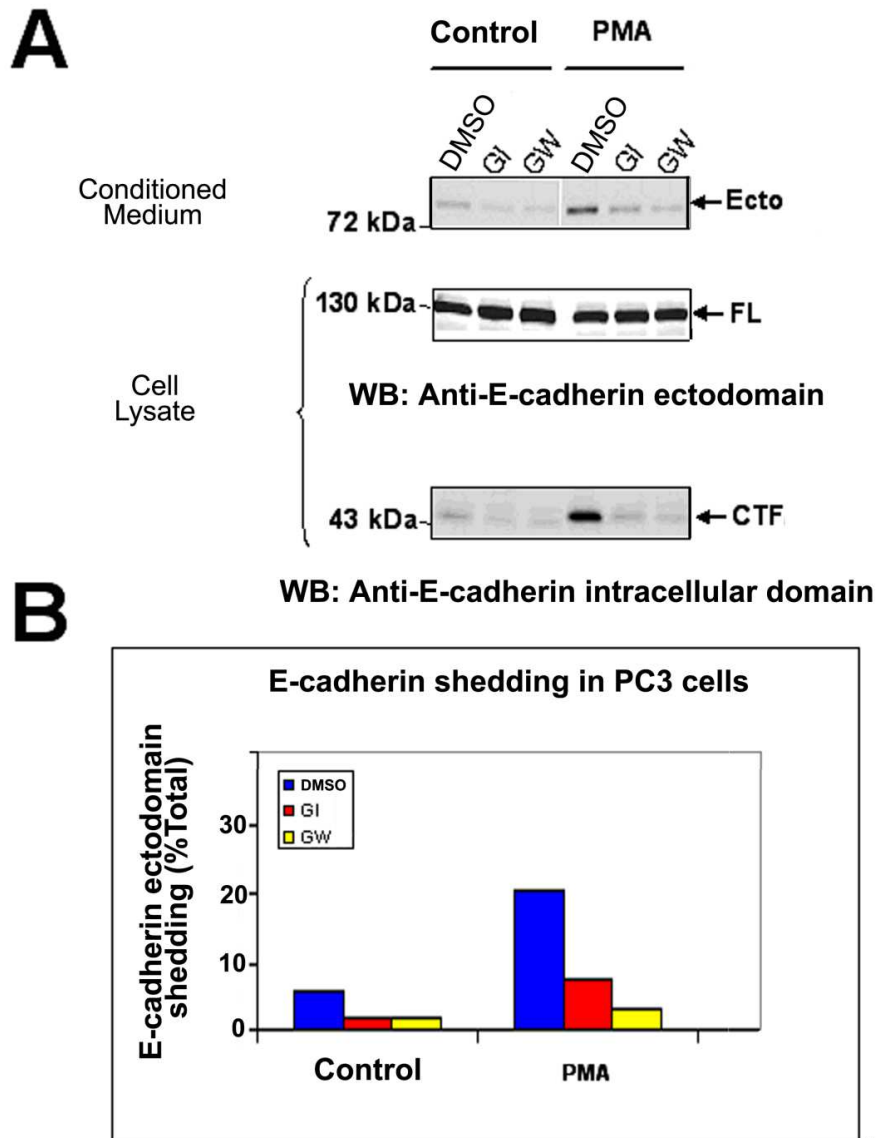 A
Control PMA
DMSO GI GW DMSO GI GW
Conditioned
Medium
72 kDa
Ecto
130 kDa
FL
Cell
Lysate
WB: Anti-E-cadherin ectodomain
43 kDa
CTF
WB: Anti-E-cadherin intracellular domain
B
E-cadherin shedding in PC3 cells
E-cadherin ectodomain
shedding (%Total)
DMSO
GI
GW
30
20
10
0
Control PMA